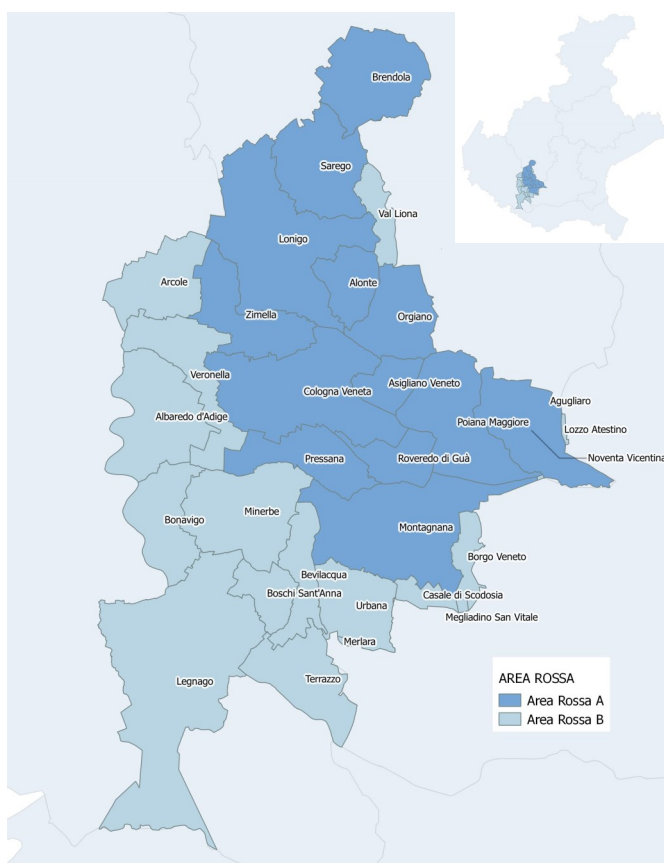 Brendola
Sarego
Val Liona
Lonigo
Arcole
Alonte
Zimella
Orgiano
Veronella
Asigliano Veneto
Cologna Veneta
Agugliaro
Albaredo d'Adige
Poiana Maggiore
Lozzo Atestino
Pressana
Roveredo di Guà
Noventa Vicentina
Minerbe
Bonavigo
Montagnana
Borgo Veneto
Bevilacqua
Boschi Sant'Anna
Casale di Scodosia
Urbana
Megliadino San Vitale
Merlara
Legnago
Terrazzo
AREA ROSSA
Area Rossa A
Area Rossa B